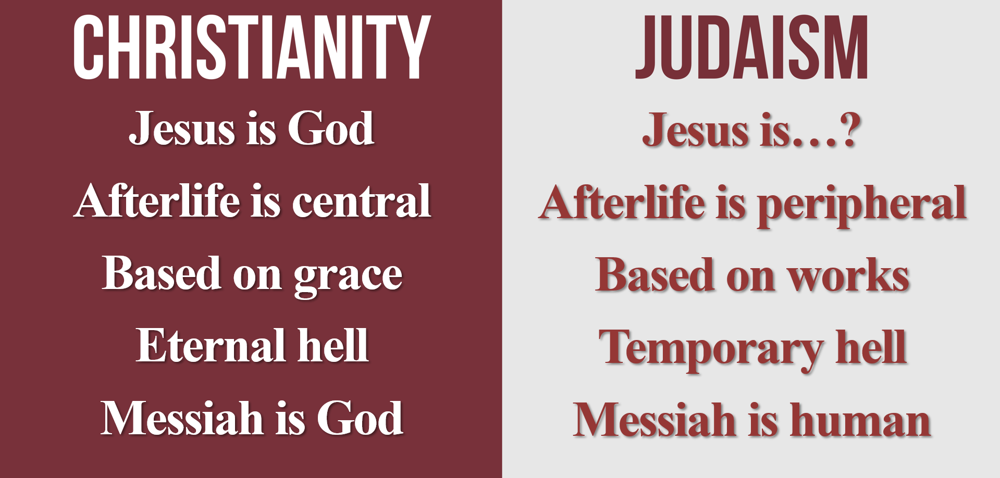 CHRISTIANITY
Jesus is God
Afterlife is central
Based on grace
Eternal hell
Messiah is God
JUDAISM
Jesus is…?
Afterlife is peripheral
Based on works
Temporary hell
Messiah is human